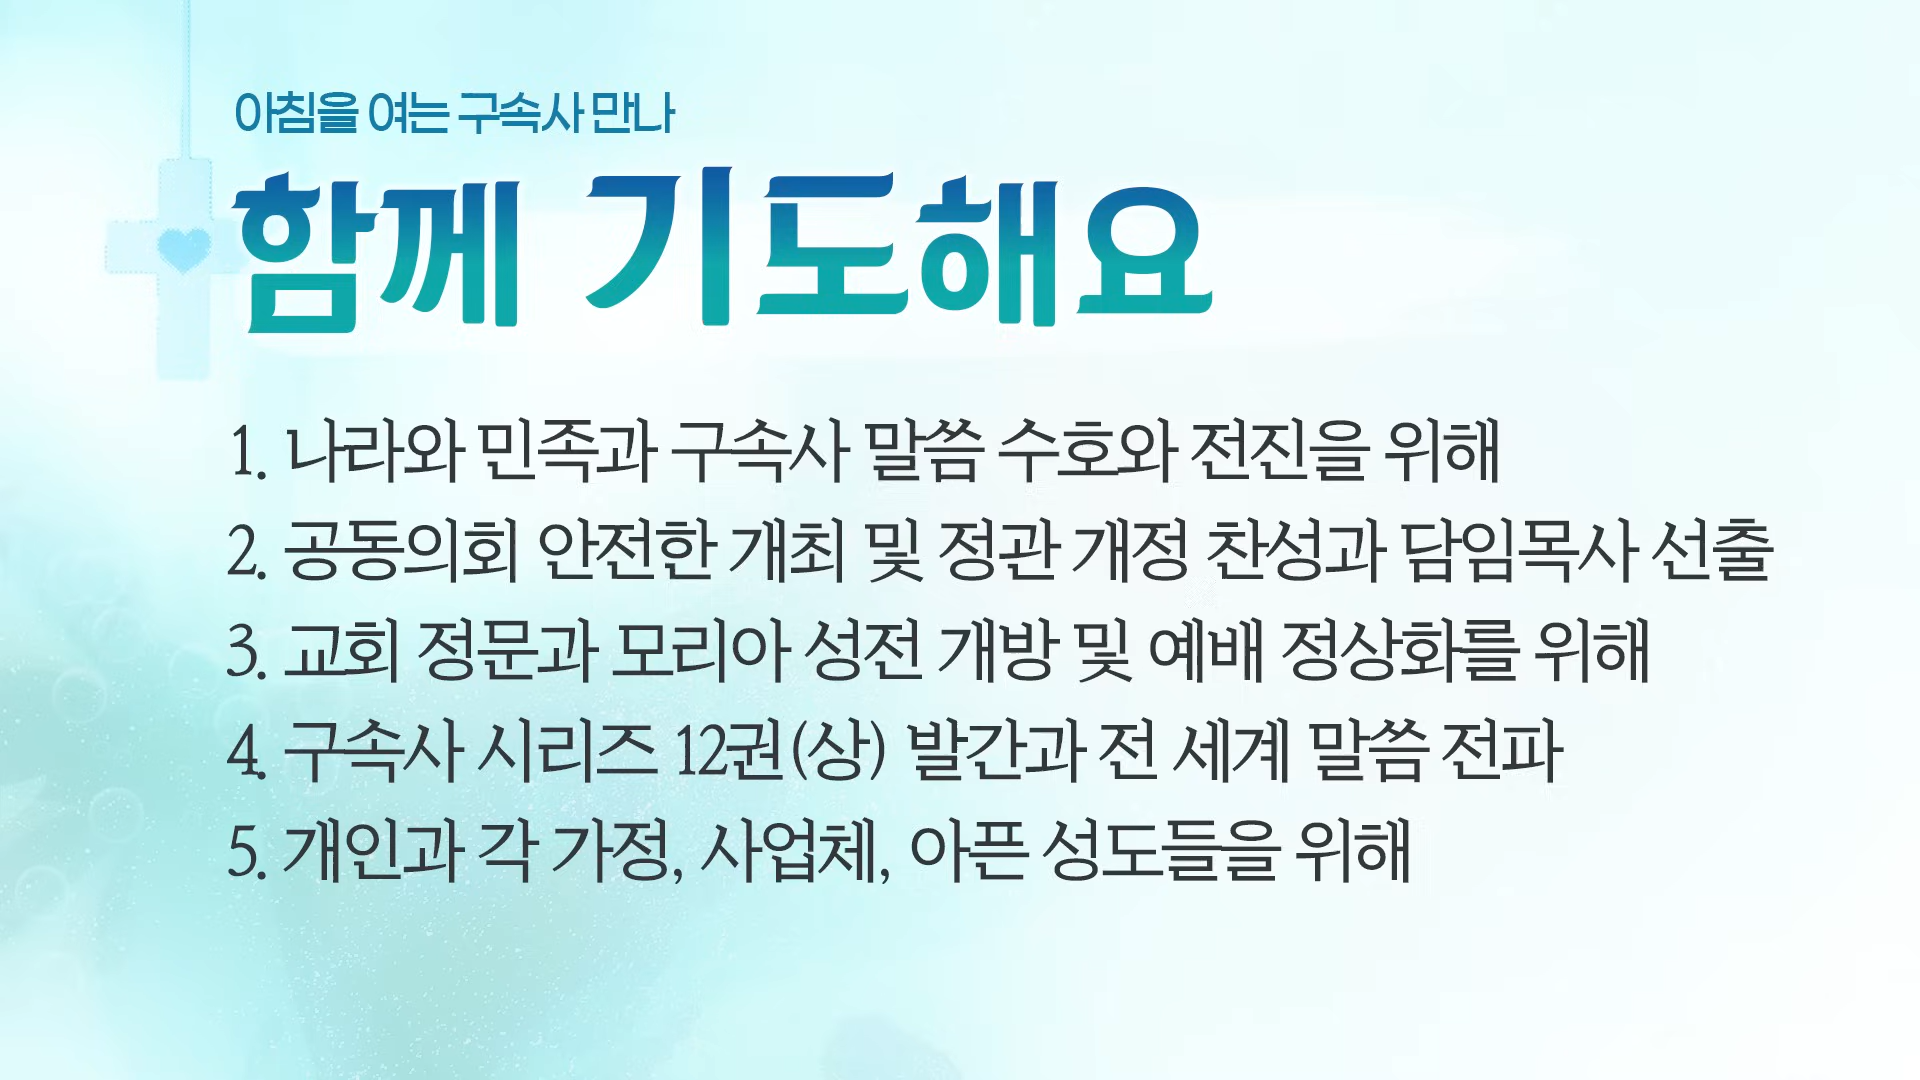 아침을 여는 구속사 만나
함께 기도해요
1. 나라와 민족과 구속사 말씀 수호와 전진을 위해
2. 공동의회 안전한 개최 및 정관 개정 찬성과 담임목사 선출
3. 교회 정문과 모리아 성전 개방 및 예배 정상화를 위해
4. 구속사 시리즈 12권(상) 발간과 전 세계 말씀 전파
5. 개인과 각 가정, 사업체, 아픈 성도들을 위해